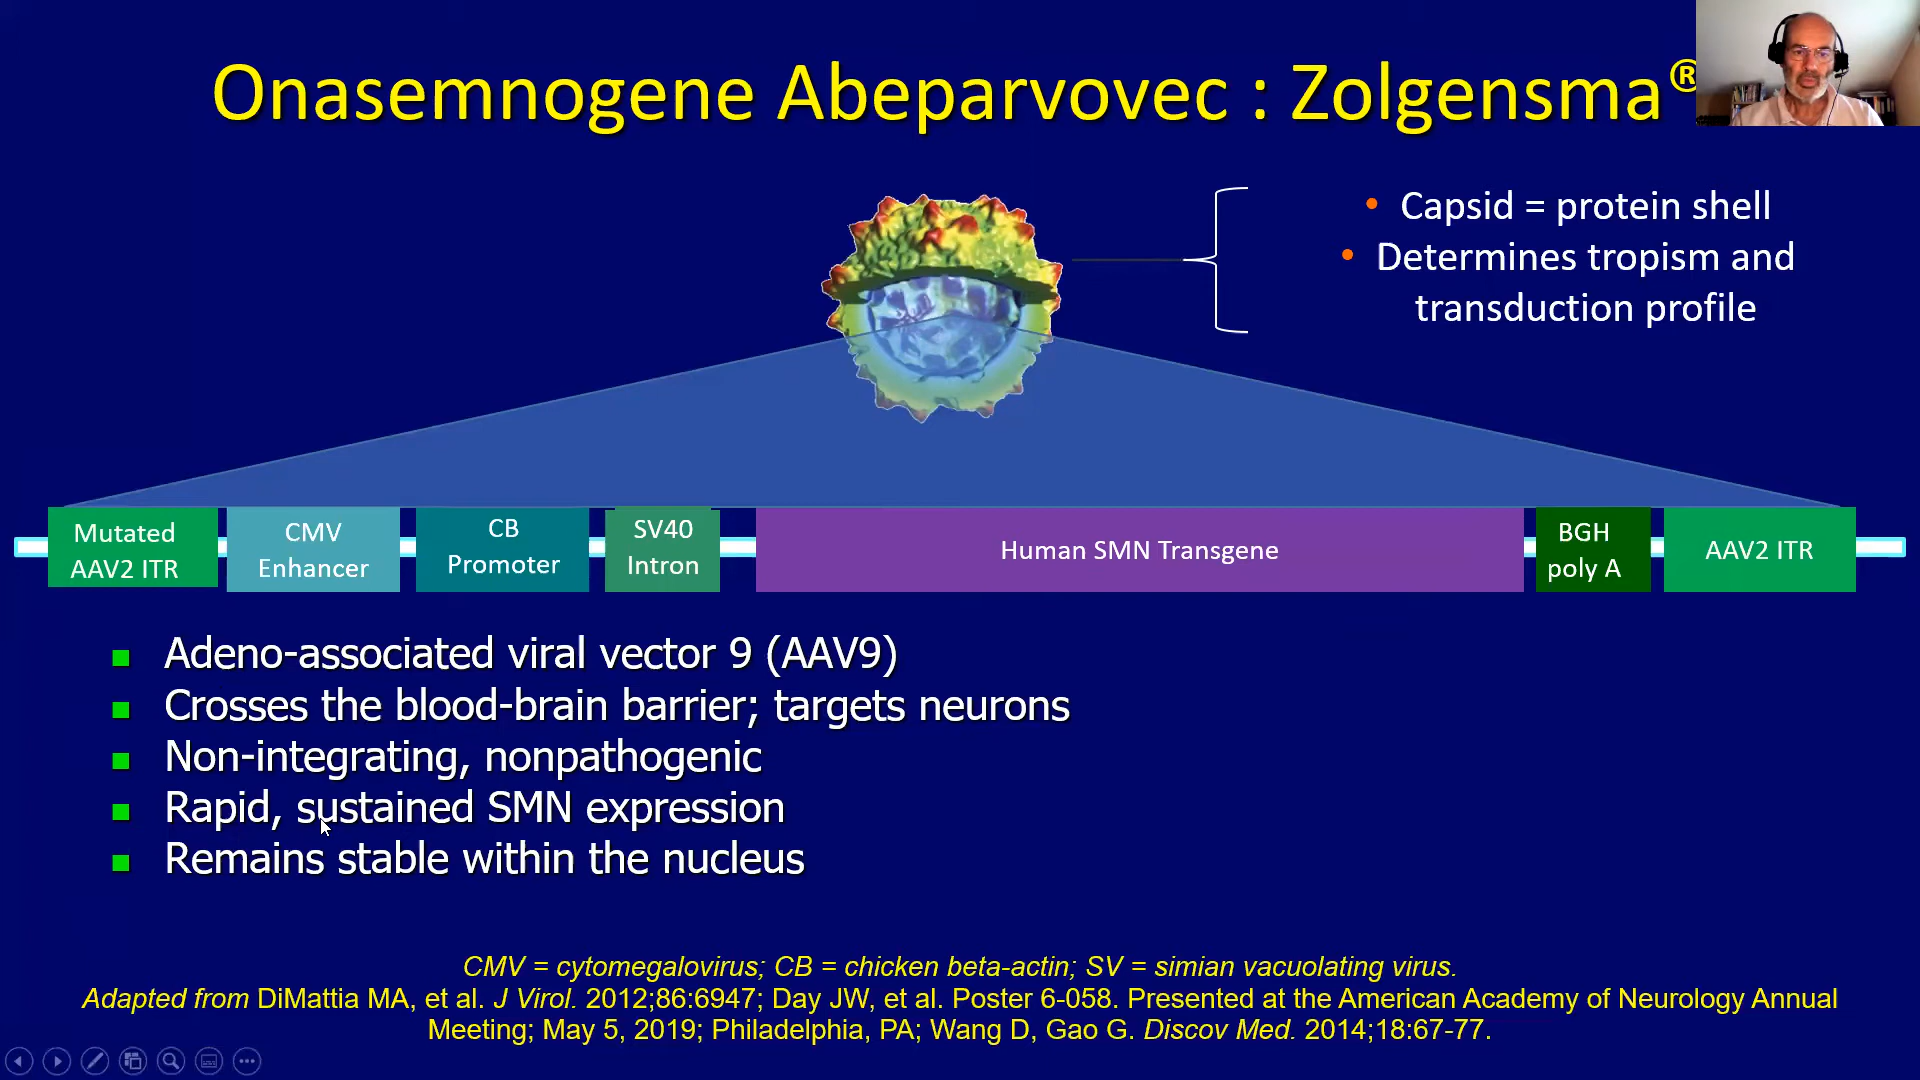 Onasemnogene Abeparvovec : Zolgensma®
• Capsid = protein shell
• Determines tropism and
transduction profile
Mutated
AAV2 ITR
CMV
Enhancer
CB
Promoter
SV40
Intron
Human SMN Transgene
BGH
poly A
AAV2 ITR
Adeno-associated viral vector 9 (AAV9)
Crosses the blood-brain barrier; targets neurons
Non-integrating, nonpathogenic
Rapid, sustained SMN expression
Remains stable within the nucleus
CMV = cytomegalovirus; CB = chicken beta-actin; SV = simian vacuolating virus.
Adapted from DiMattia MA, et al. J Virol. 2012;86:6947; Day JW, et al. Poster 6-058. Presented at the American Academy of Neurology Annual
Meeting; May 5, 2019; Philadelphia, PA; Wang D, Gao G. Discov Med. 2014;18:67-77.